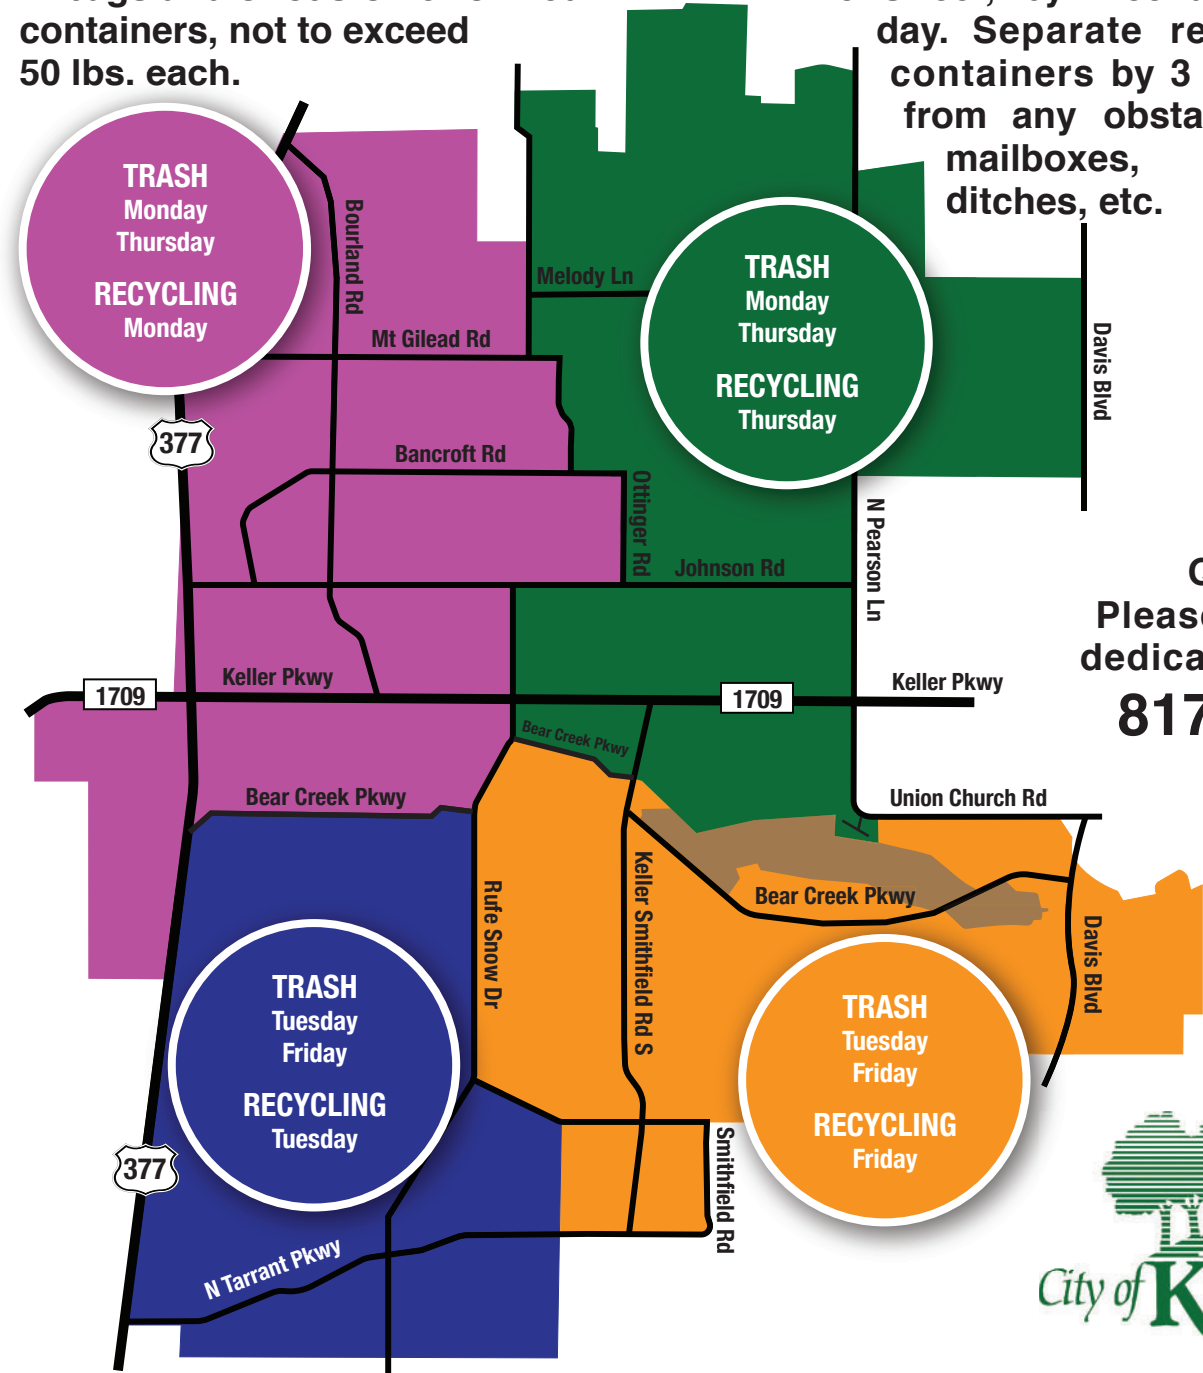 containers, not to exceed
50 lbs. each.
day. Separate
containers by 3
from any
mailboxes,
ditches, etc.
TRASH
Monday
Thursday
RECYCLING
Monday
Bourland Rd
TRASH
Monday
Thursday
RECYCLING
Thursday
Melody Ln
Mt Gilead Rd
Davis Blvd
377
Bancroft Rd
Ottinger Rd
N Pearson Ln
Johnson Rd
Keller Pkwy
1709
1709
Keller Pkwy
817
Bear Creek Pkwy
Bear Creek Pkwy
Union Church Rd
Rufe Snow Dr
Keller Smithfield Rd S
Bear Creek Pkwy
Davis Blvd
TRASH
Tuesday
Friday
RECYCLING
Tuesday
TRASH
Tuesday
Friday
RECYCLING
Friday
377
Smithfield Rd
N Tarrant Pkwy
City of K